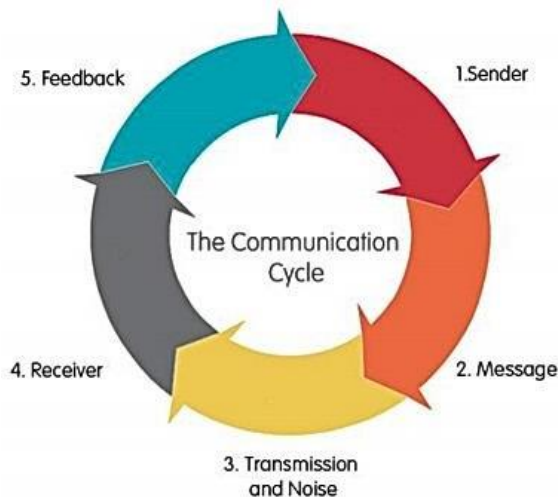 The Communication
Cycle
1.Sender
2. Message
3. Transmission
and Noise
4. Receiver
5. Feedback